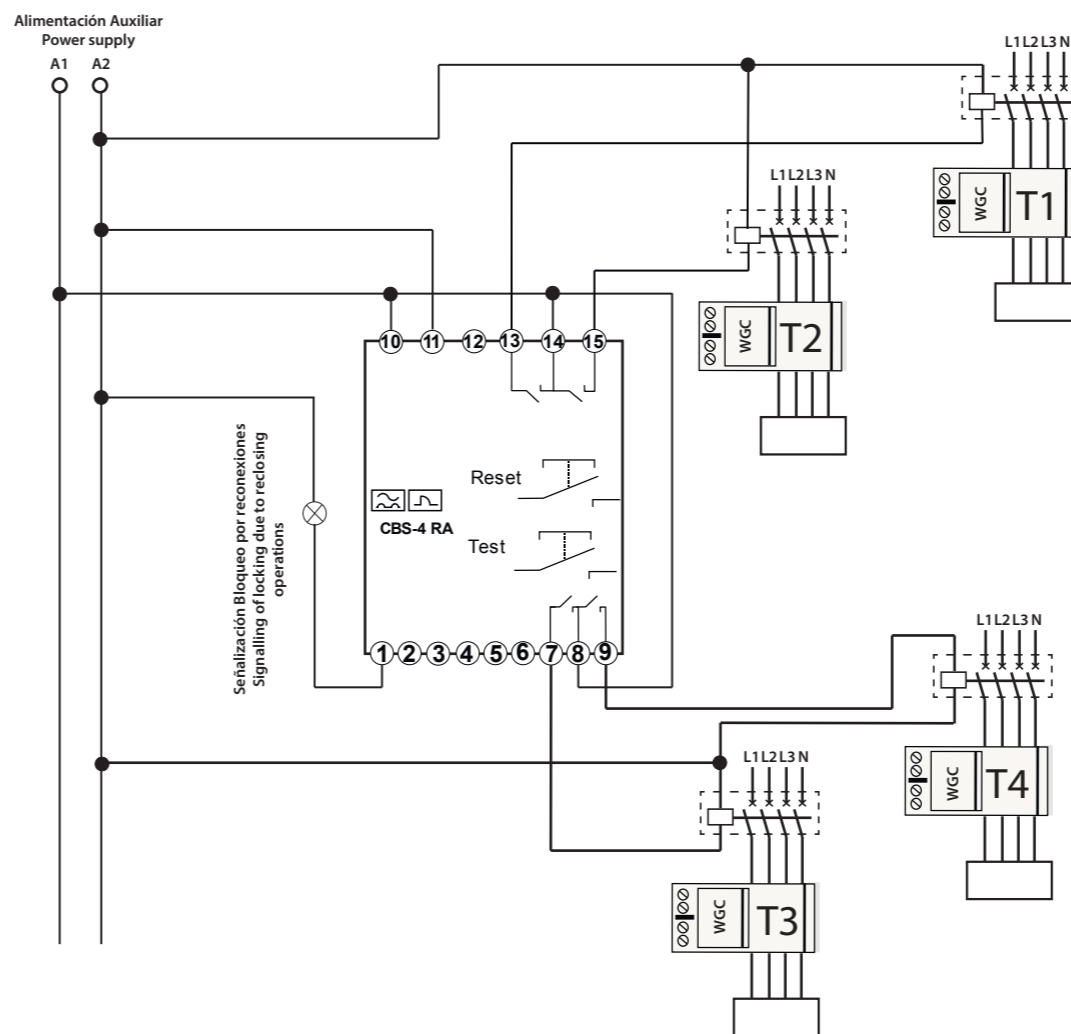 Alimentación Auxiliar
Power supply
A1 A2
L1 L2 L3 N
WGC T1
L1 L2 L3 N
WGC T2
10 11 12 13 14 15
Reset
CBS-4 RA
Test
Señalización Bloqueo por reconexiones
Signalling of locking due to reclosing
operations
1 2 3 4 5 6 7 8 9
L1 L2 L3 N
WGC T4
L1 L2 L3 N
WGC T3